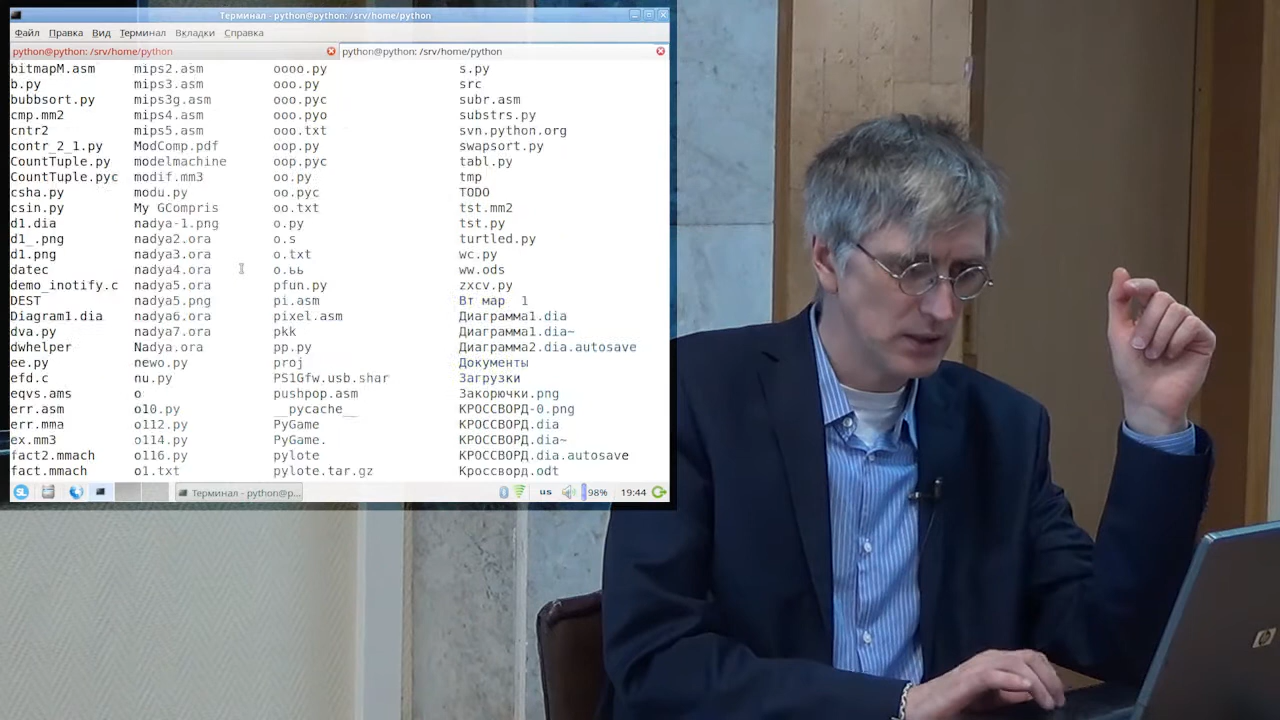 Терминал - python@python: /srv/home/python
Файл Правка Вид Терминал Вкладки Справка
python@python: /srv/home/python python@python: /srv/home/python
bitmapM.asm mips2.asm oooo.py s.py
b.py mips3.asm ooo.py src
bubbsort.py mips3g.asm ooo.pyc subr.asm
cmp.mm2 mips4.asm ooo.pyo substrs.py
cntr2 mips5.asm ooo.txt svn.python.org
contr_2_1.py ModComp.pdf oop.py swapsort.py
CountTuple.py modelmachine oop.pyc tabl.py
CountTuple.pyc modif.mm3 oo.py tmp
csha.py modu.py oo.pyc TODO
csin.py My GCompris oo.txt tst.mm2
d1.dia nadya-1.png o.py tst.py
d1_.png nadya2.ora o.s turtled.py
d1.png nadya3.ora o.txt wc.py
datec nadya4.ora o.ьь ww.ods
demo_inotify.c nadya5.ora pfun.py zxcv.py
DEST nadya5.png pi.asm Вт мар 1
Diagram1.dia nadya6.ora pixel.asm Диаграмма1.dia
dva.py nadya7.ora pkk Диаграмма1.dia~
dwhelper Nadya.ora pp.py Диаграмма2.dia.autosave
ee.py newo.py proj Документы
efd.c nu.py PS1Gfw.usb.shar Загрузки
eqvs.ams o pushpop.asm Закорючки.png
err.asm o10.py __pycache__ КРОССВОРД-0.png
err.mma o112.py PyGame КРОССВОРД.dia
ex.mm3 o114.py PyGame. КРОССВОРД.dia~
fact2.mmach o116.py pylote КРОССВОРД.dia.autosave
fact.mmach o1.txt pylote.tar.gz Кроссворд.odt
Терминал - python@p... us 98% 19:44
hp